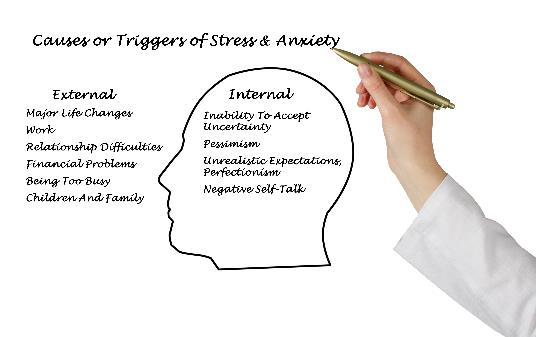 Causes or Triggers of Stress & Anxiety
External
Major Life Changes
Work
Relationship Difficulties
Financial Problems
Being Too Busy
Children And Family
Internal
Inability To Accept
Uncertainty
Pessimism
Unrealistic Expectations,
Perfectionism
Negative Self-Talk